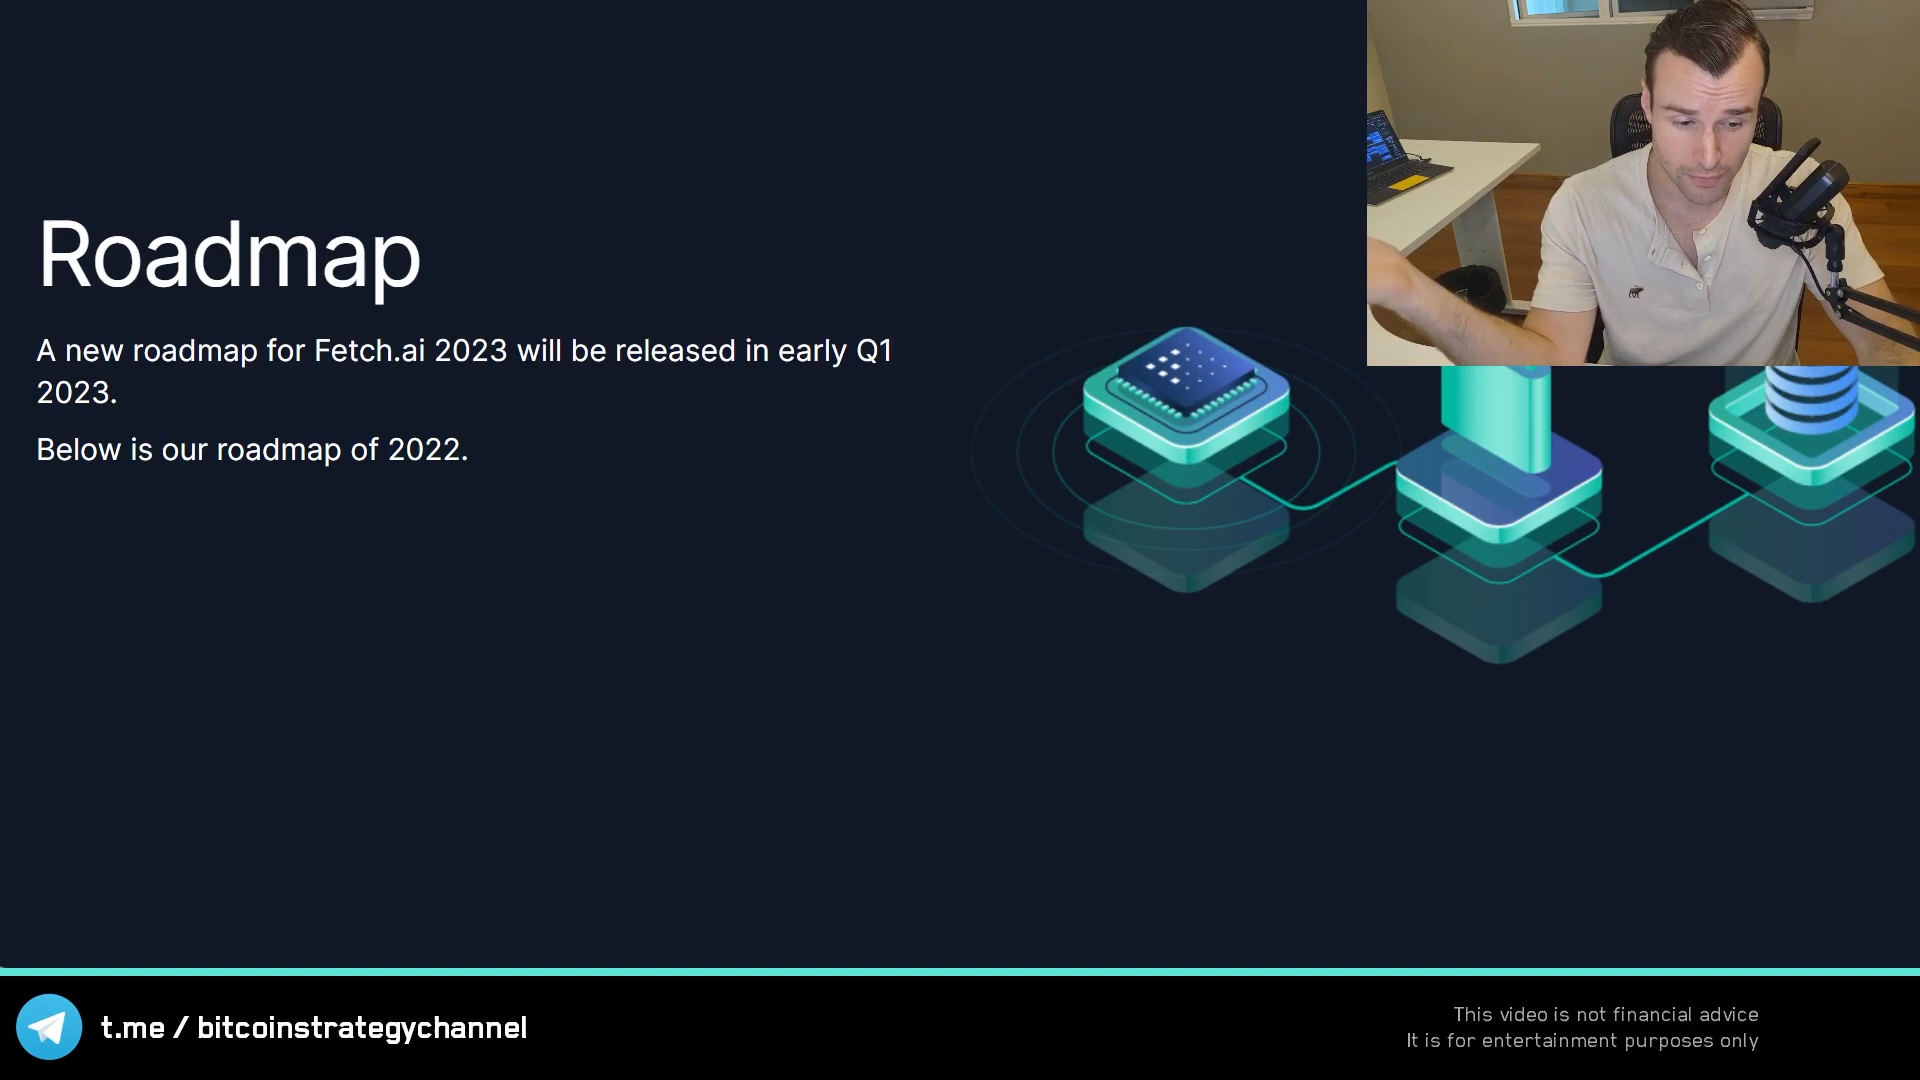 Roadmap
A new roadmap for Fetch.ai 2023 will be released in early Q1
2023.
Below is our roadmap of 2022.
t.me / bitcoinstrategychannel
This video is not financial advice
It is for entertainment purposes only